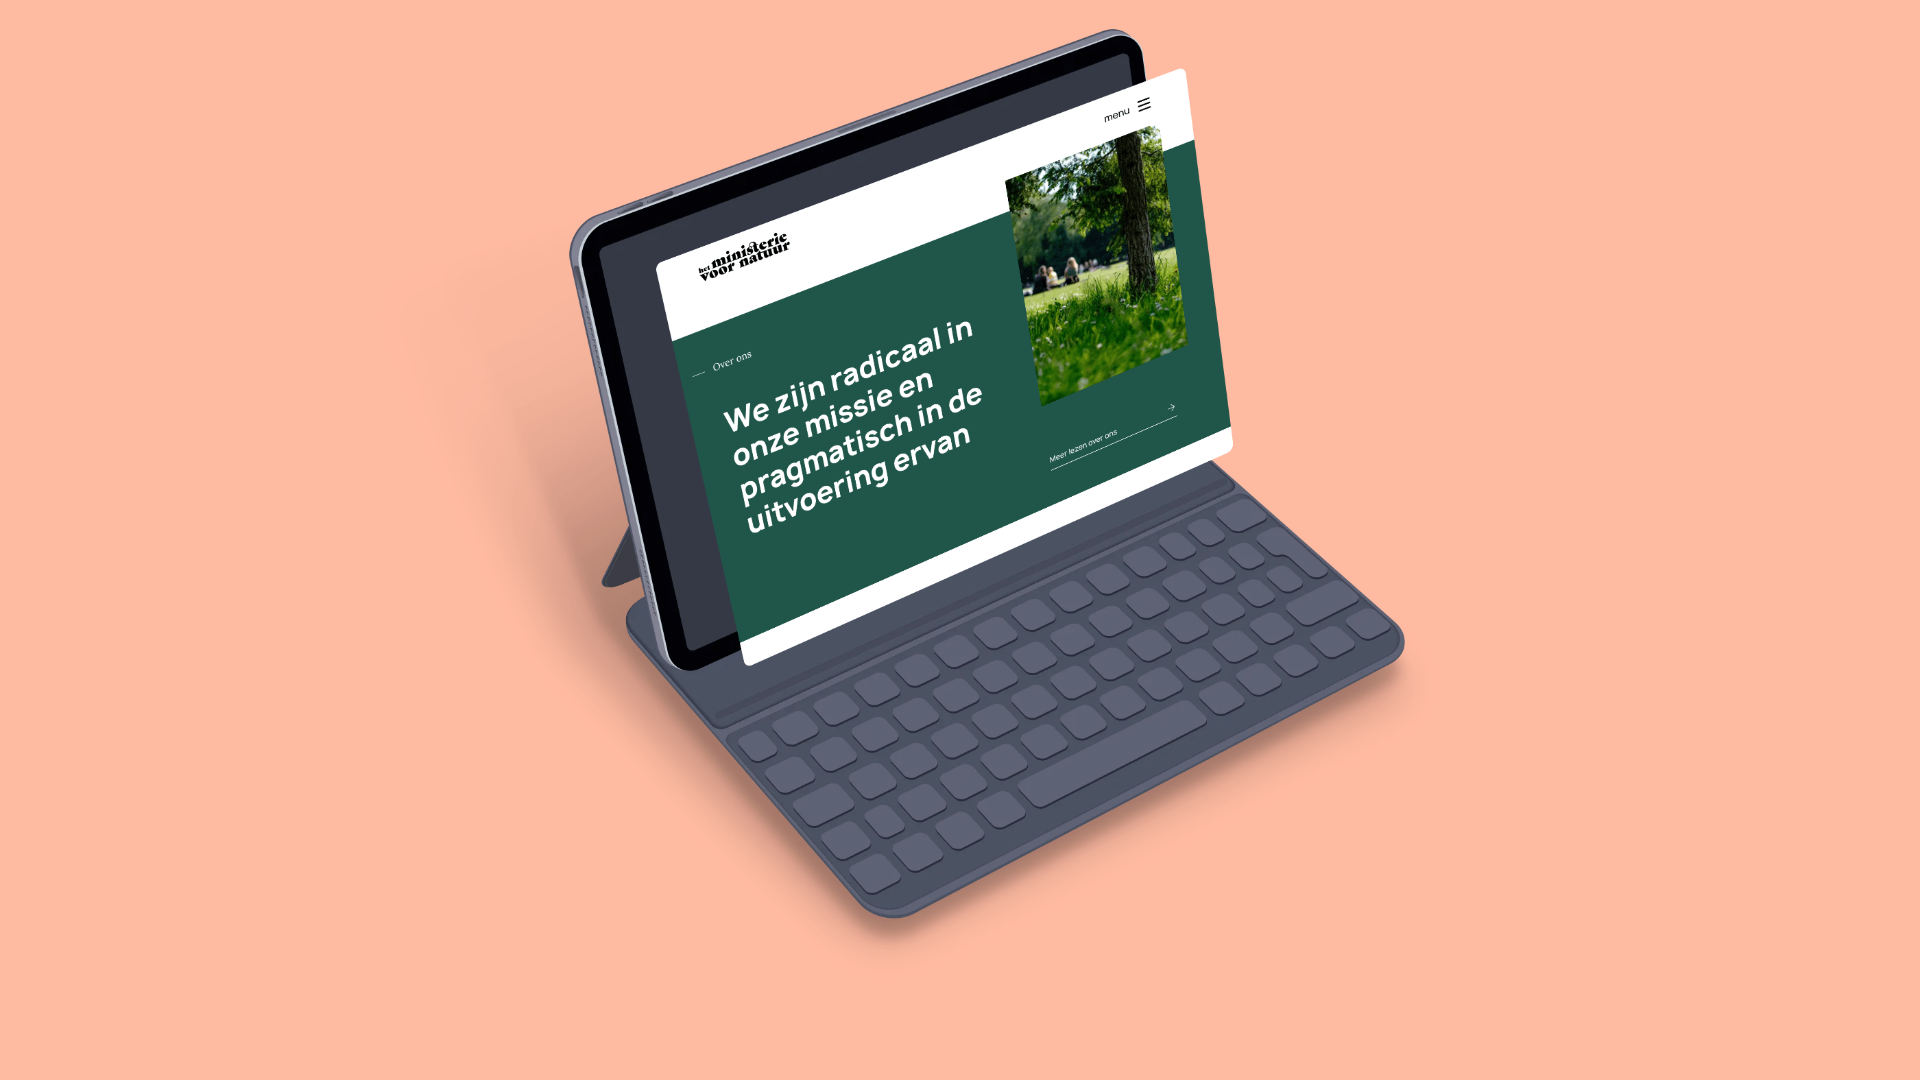 menu
het ministerie
voor natuur
Over ons
We zijn radicaal in
onze missie en
pragmatisch in de
uitvoering ervan
Meer lezen over ons